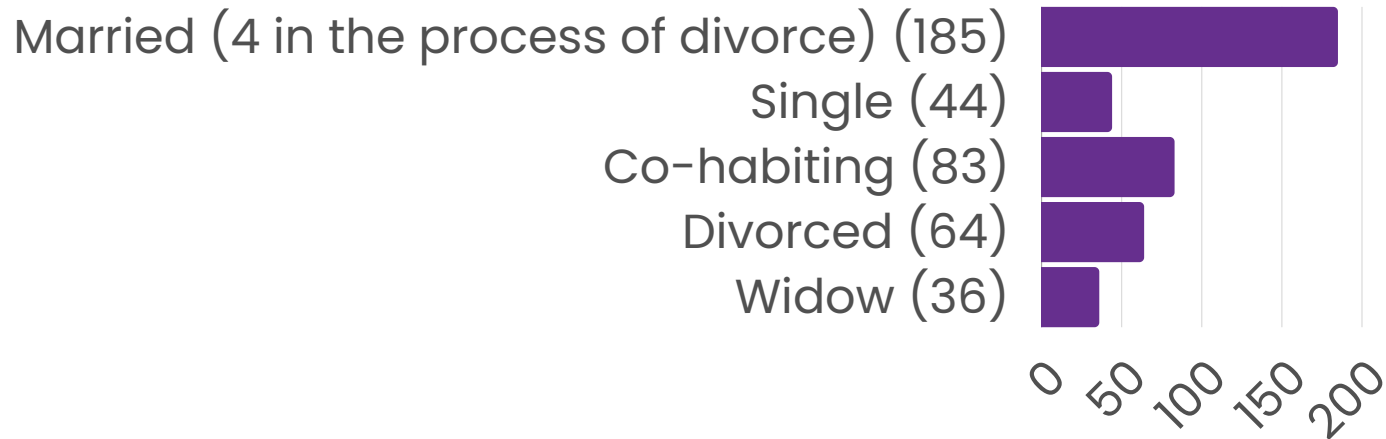 Married (4 in the process of divorce) (185)
Single (44)
Co-habiting (83)
Divorced (64)
Widow (36)
0 50 100 150 200